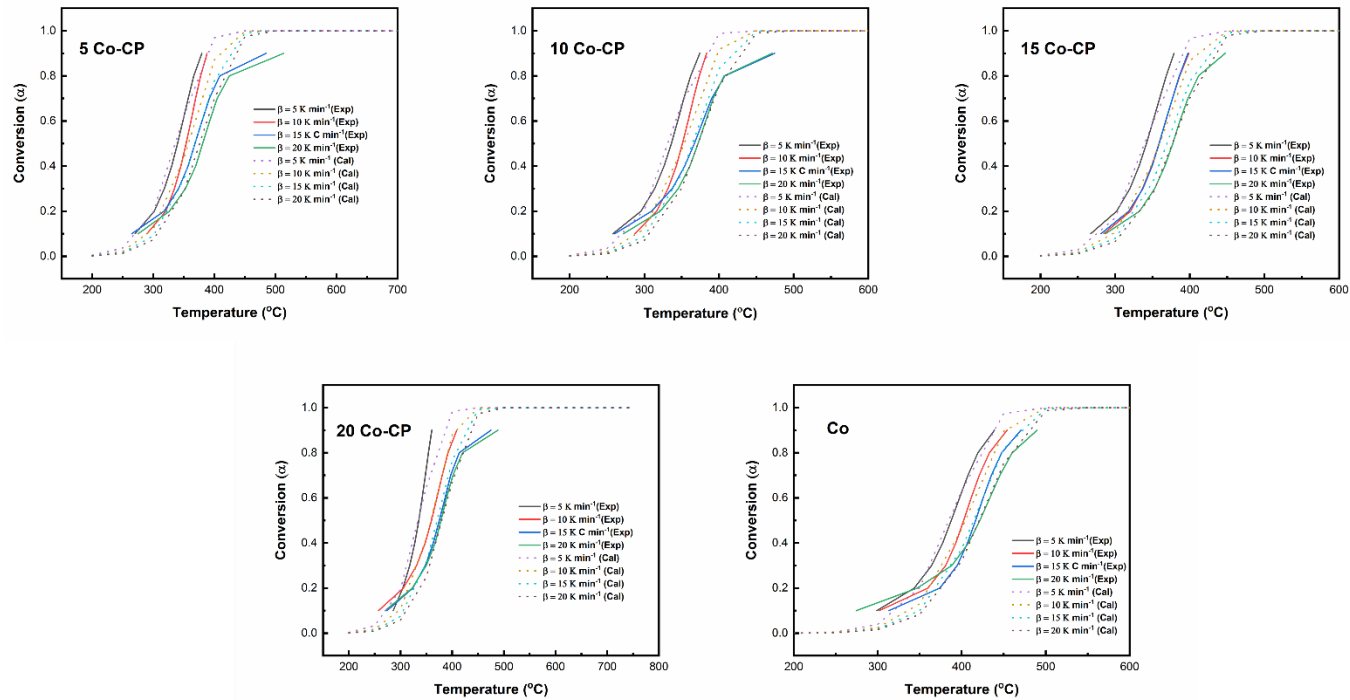 5 Co-CP
Conversion (α)
1.0
0.8
0.6
0.4
0.2
0.0
β = 5 K min⁻¹(Exp)
β = 10 K min⁻¹(Exp)
β = 15 K C min⁻¹(Exp)
β = 20 K min⁻¹(Exp)
β = 5 K min⁻¹ (Cal)
β = 10 K min⁻¹ (Cal)
β = 15 K min⁻¹ (Cal)
β = 20 K min⁻¹ (Cal)
200 300 400 500 600 700
Temperature (°C)
10 Co-CP
Conversion (α)
1.0
0.8
0.6
0.4
0.2
0.0
β = 5 K min⁻¹(Exp)
β = 10 K min⁻¹(Exp)
β = 15 K C min⁻¹(Exp)
β = 20 K min⁻¹(Exp)
β = 5 K min⁻¹ (Cal)
β = 10 K min⁻¹ (Cal)
β = 15 K min⁻¹ (Cal)
β = 20 K min⁻¹ (Cal)
200 300 400 500 600
Temperature (°C)
15 Co-CP
Conversion (α)
1.0
0.8
0.6
0.4
0.2
0.0
β = 5 K min⁻¹(Exp)
β = 10 K min⁻¹(Exp)
β = 15 K C min⁻¹(Exp)
β = 20 K min⁻¹(Exp)
β = 5 K min⁻¹ (Cal)
β = 10 K min⁻¹ (Cal)
β = 15 K min⁻¹ (Cal)
β = 20 K min⁻¹ (Cal)
200 300 400 500 600
Temperature (°C)
20 Co-CP
Conversion (α)
1.0
0.8
0.6
0.4
0.2
0.0
β = 5 K min⁻¹(Exp)
β = 10 K min⁻¹(Exp)
β = 15 K C min⁻¹(Exp)
β = 20 K min⁻¹(Exp)
β = 5 K min⁻¹ (Cal)
β = 10 K min⁻¹ (Cal)
β = 15 K min⁻¹ (Cal)
β = 20 K min⁻¹ (Cal)
200 300 400 500 600 700 800
Temperature (°C)
Co
Conversion (α)
1.0
0.8
0.6
0.4
0.2
0.0
β = 5 K min⁻¹(Exp)
β = 10 K min⁻¹(Exp)
β = 15 K C min⁻¹(Exp)
β = 20 K min⁻¹(Exp)
β = 5 K min⁻¹ (Cal)
β = 10 K min⁻¹ (Cal)
β = 15 K min⁻¹ (Cal)
β = 20 K min⁻¹ (Cal)
200 300 400 500 600
Temperature (°C)